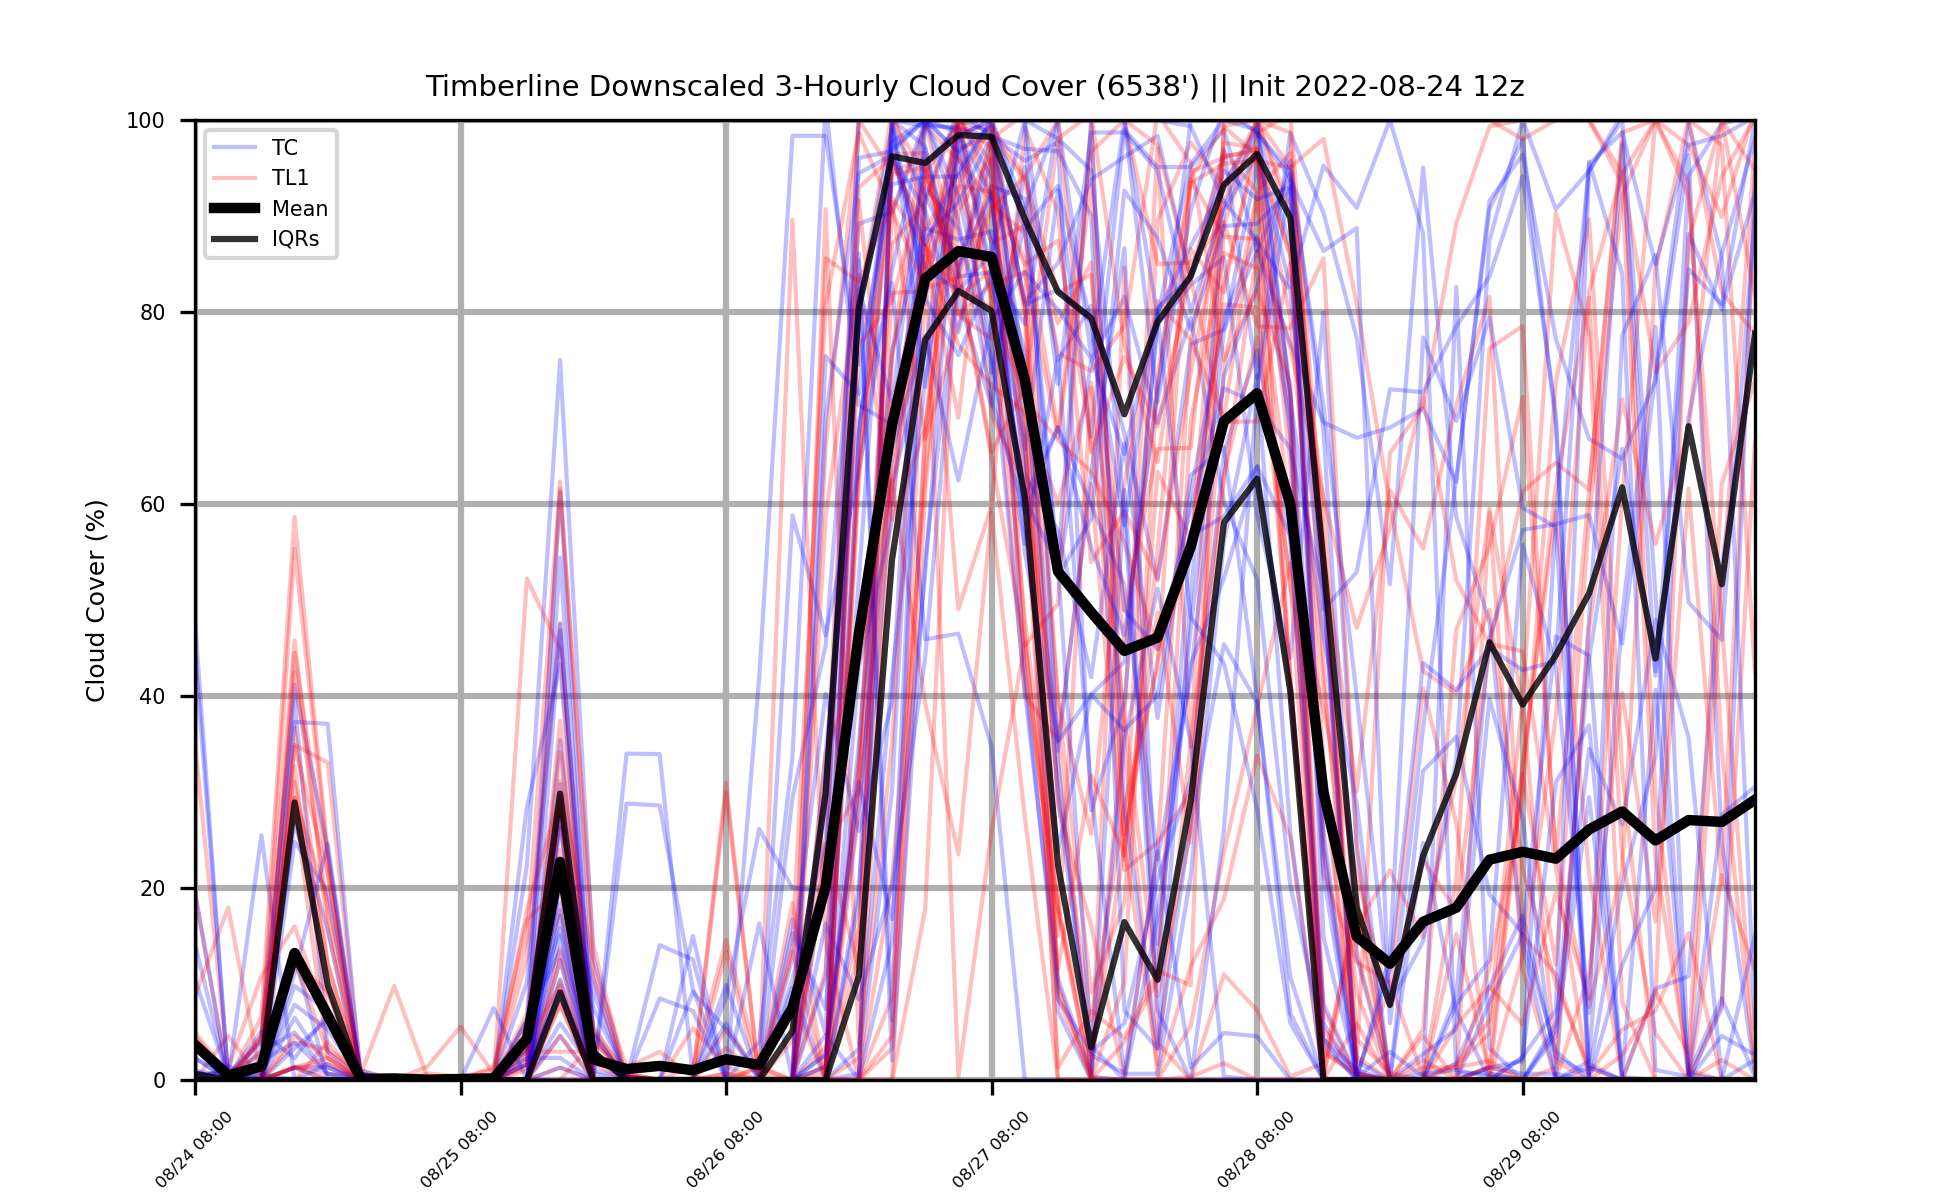 Timberline Downscaled 3-Hourly Cloud Cover (6538') || Init 2022-08-24 12z
TC
TL1
Mean
IQRs
Cloud Cover (%)
100
80
60
40
20
0
08/24 08:00
08/25 08:00
08/26 08:00
08/27 08:00
08/28 08:00
08/29 08:00